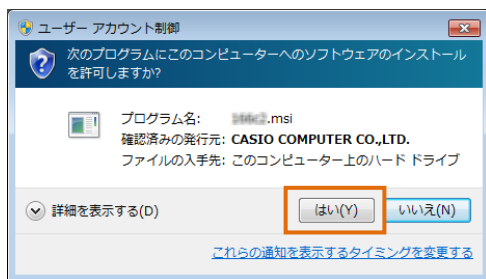 ユーザー アカウント制御
次のプログラムにこのコンピューターへのソフトウェアのインストール
を許可しますか?
プログラム名: .msi
確認済みの発行元: CASIO COMPUTER CO.,LTD.
ファイルの入手先: このコンピューター上のハード ドライブ
詳細を表示する(D)
はい(Y)
いいえ(N)
これらの通知を表示するタイミングを変更する